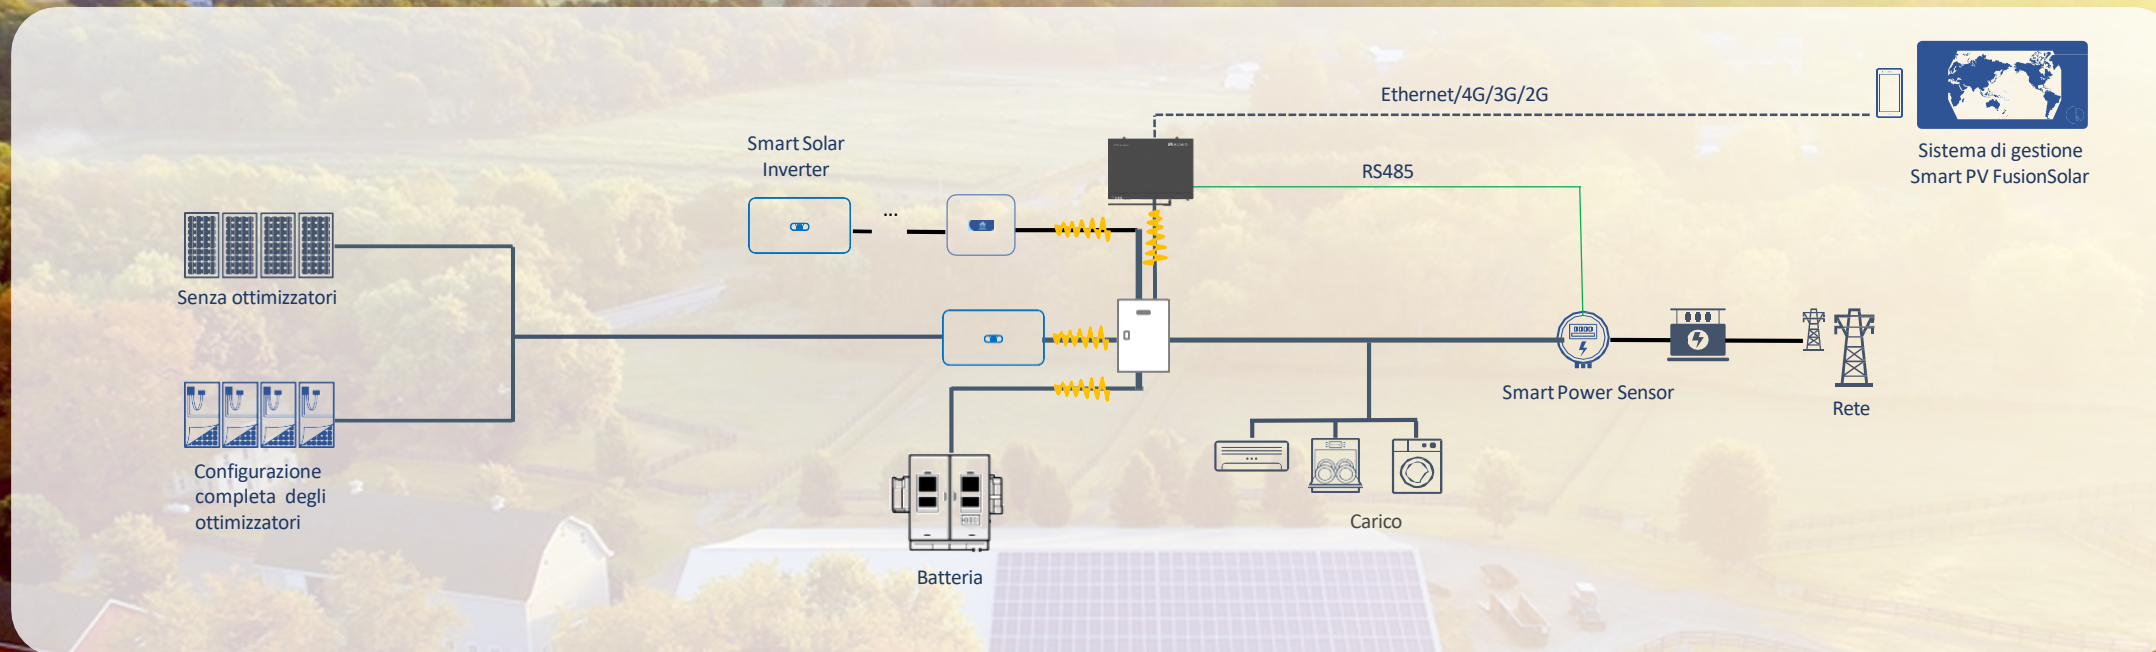 Ethernet/4G/3G/2G
Smart Solar
Inverter
RS485
Sistema di gestione
Smart PV FusionSolar
Senza ottimizzatori
...
Smart Power Sensor
Rete
Configurazione
completa degli
ottimizzatori
Carico
Batteria